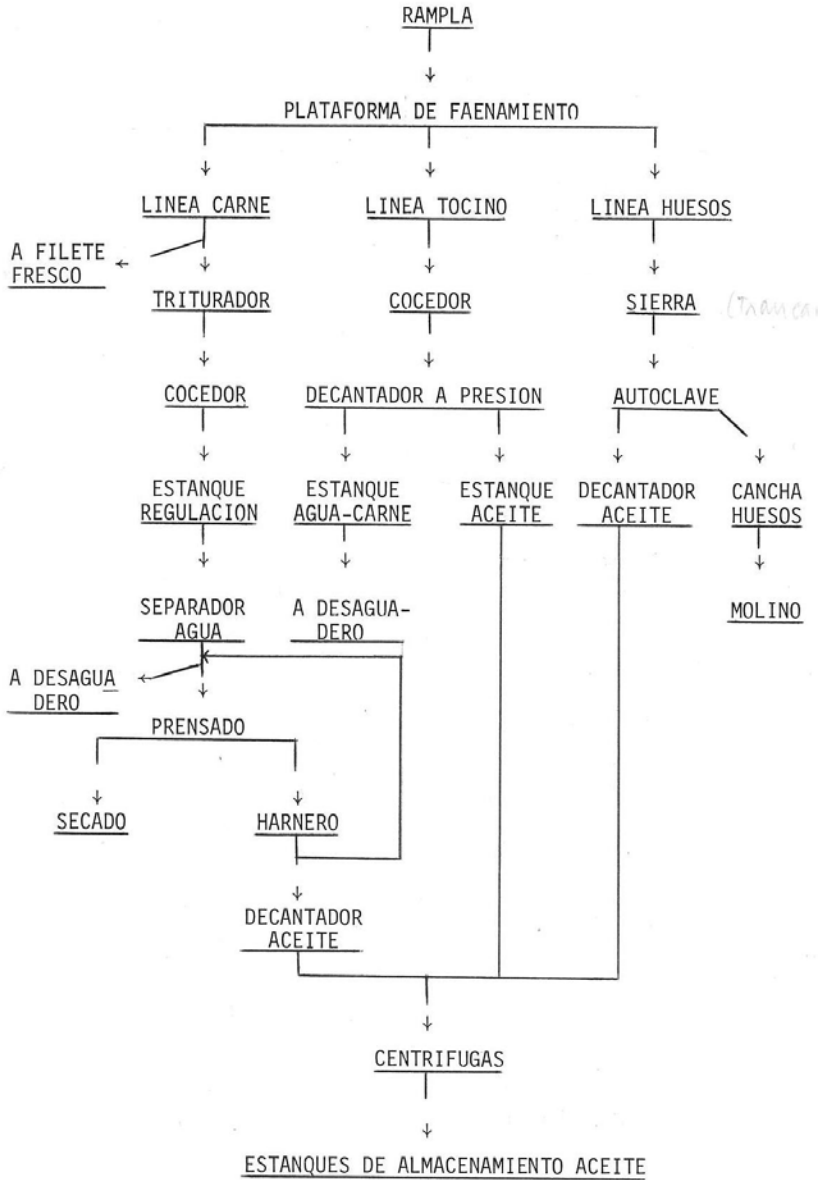 RAMPLA
PLATAFORMA DE FAENAMIENTO
LINEA CARNE LINEA TOCINO LINEA HUESOS
A FILETE
FRESCO
TRITURADOR COCEDOR SIERRA
COCEDOR DECANTADOR A PRESION AUTOCLAVE
ESTANQUE ESTANQUE ESTANQUE DECANTADOR CANCHA
REGULACION AGUA-CARNE ACEITE ACEITE HUESOS
SEPARADOR A DESAGUA- MOLINO
AGUA DERO
A DESAGUA
DERO
PRENSADO
SECADO HARNERO
DECANTADOR
ACEITE
CENTRIFUGAS
ESTANQUES DE ALMACENAMIENTO ACEITE